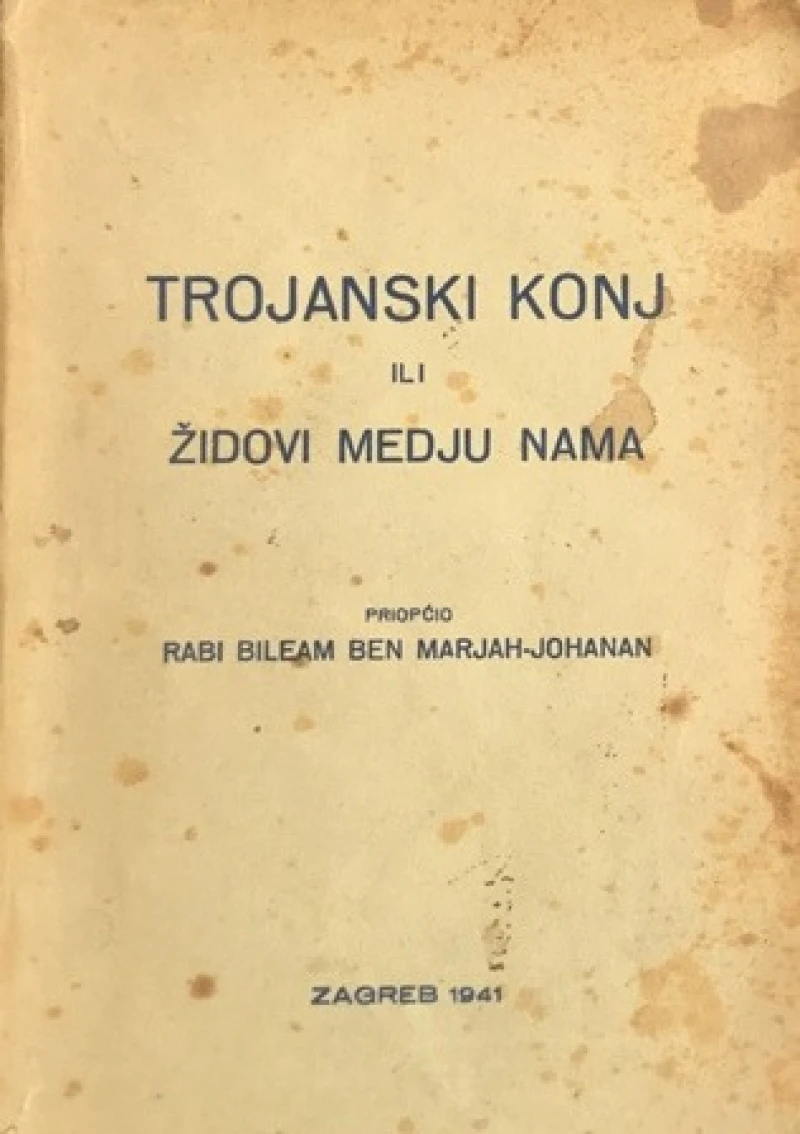 TROJANSKI KONJ
ILI
ŽIDOVI MEDJU NAMA
PRIOPĆIO
RABI BILEAM BEN MARJAH-JOHANAN
ZAGREB 1941